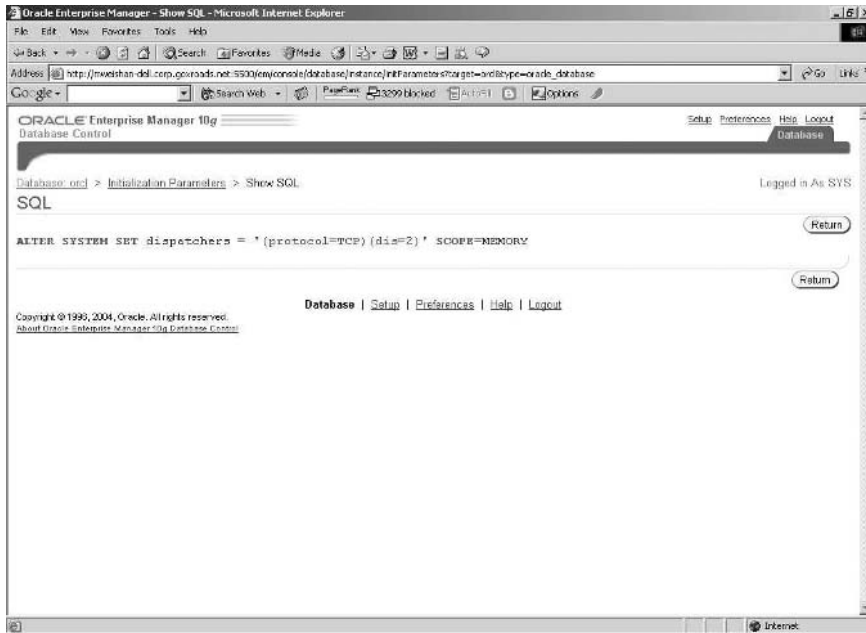 Oracle Enterprise Manager - Show SQL - Microsoft Internet Explorer
File Edit View Favorites Tools Help
Back Search Favorites Media
Address http://mweishan-dell.corp.goxroads.net:5500/em/console/database/instance/initParameters?target=orcl&type=oracle_database Go Links
Google Search Web PageRank 3299 blocked AutoFill Options
ORACLE Enterprise Manager 10g
Database Control
Setup Preferences Help Logout
Database
Database: orcl > Initialization Parameters > Show SQL
Logged in As SYS
SQL
Return
ALTER SYSTEM SET dispatchers = '(protocol=TCP)(dis=2)' SCOPE=MEMORY
Return
Database | Setup | Preferences | Help | Logout
Copyright © 1996, 2004, Oracle. All rights reserved.
About Oracle Enterprise Manager 10g Database Control
Internet